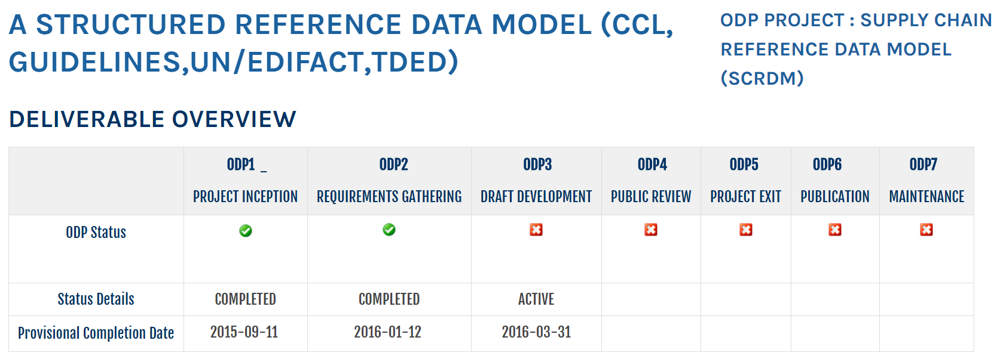 A STRUCTURED REFERENCE DATA MODEL (CCL,
GUIDELINES,UN/EDIFACT,TDED)
ODP PROJECT : SUPPLY CHAIN
REFERENCE DATA MODEL
(SCRDM)
DELIVERABLE OVERVIEW
ODP1 _ ODP2 ODP3 ODP4 ODP5 ODP6 ODP7
PROJECT INCEPTION REQUIREMENTS GATHERING DRAFT DEVELOPMENT PUBLIC REVIEW PROJECT EXIT PUBLICATION MAINTENANCE
ODP Status
Status Details COMPLETED COMPLETED ACTIVE
Provisional Completion Date 2015-09-11 2016-01-12 2016-03-31